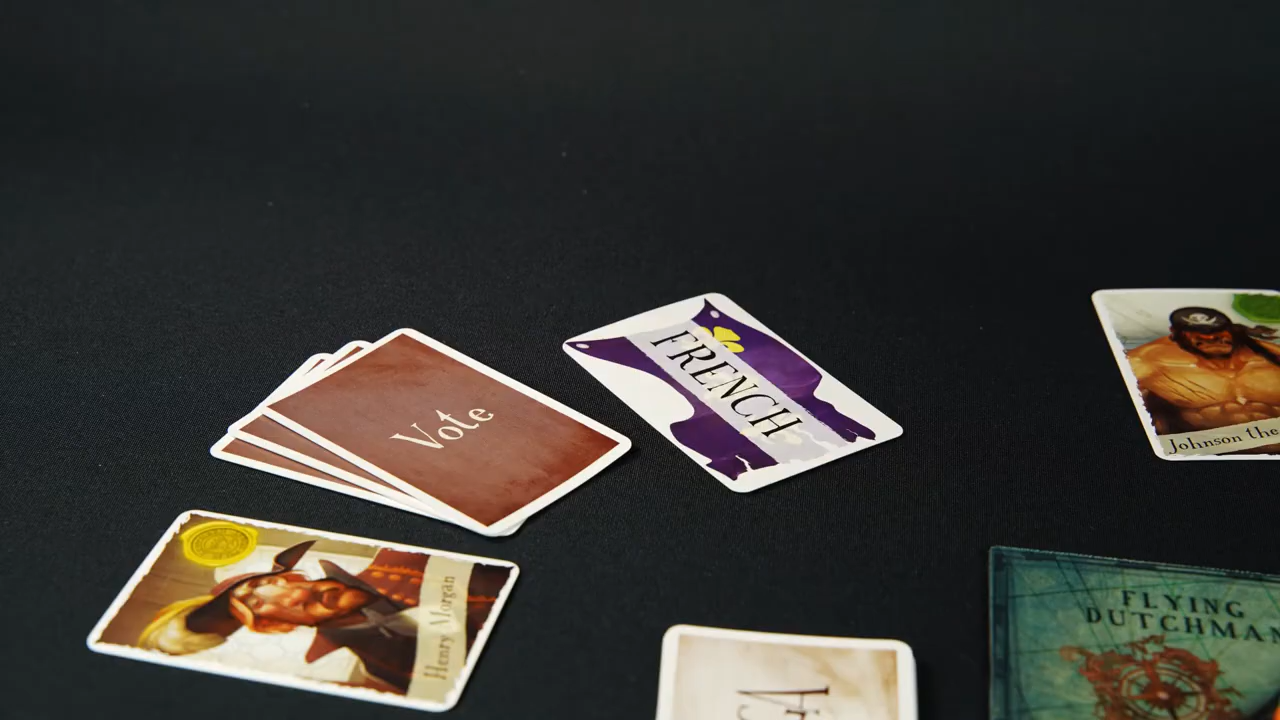 Vote
FRENCH
Johnson the
Henry Morgan
FLYING
DUTCHMAN